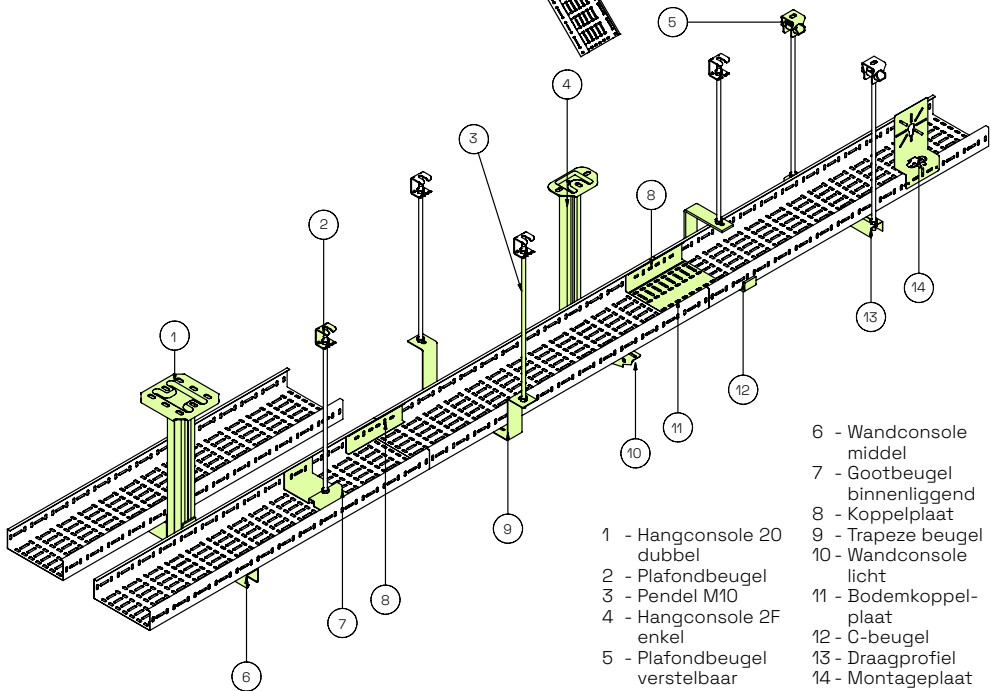 5
4
3
8
2
14
1
13
12
11
10
9
8
7
6
1 - Hangconsole 20
dubbel
2 - Plafondbeugel
3 - Pendel M10
4 - Hangconsole 2F
enkel
5 - Plafondbeugel
verstelbaar
6 - Wandconsole
middel
7 - Gootbeugel
binnenliggend
8 - Koppelplaat
9 - Trapeze beugel
10 - Wandconsole
licht
11 - Bodemkoppel-
plaat
12 - C-beugel
13 - Draagprofiel
14 - Montageplaat